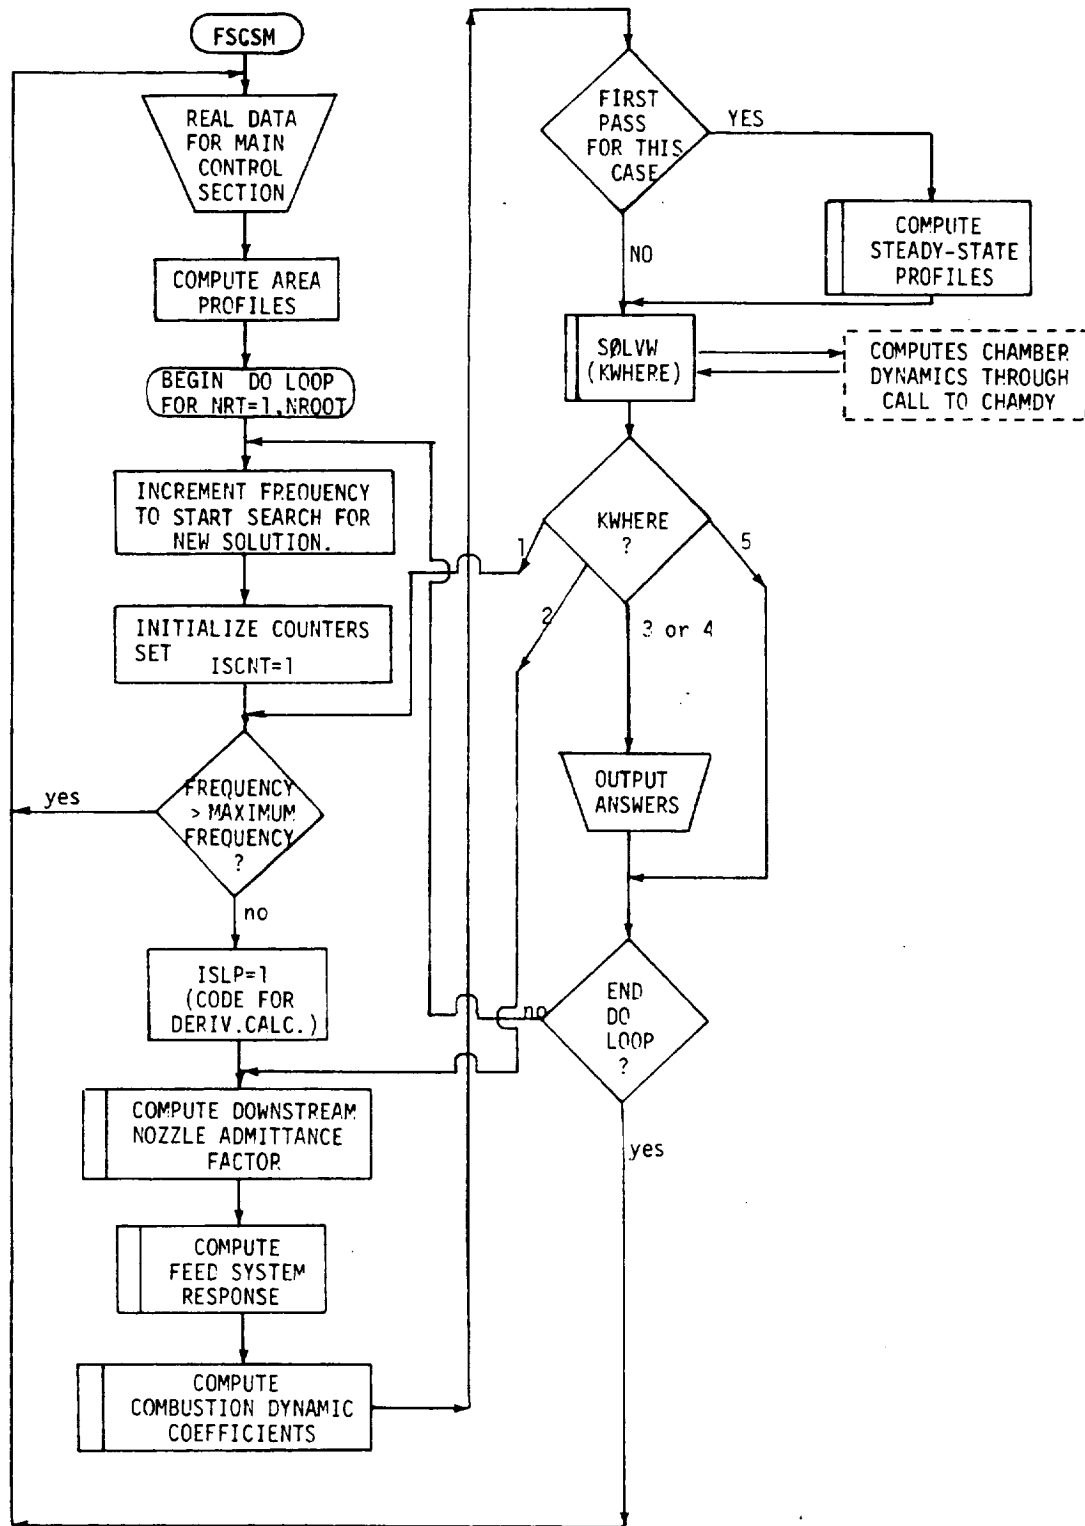 FSCSM
REAL DATA
FOR MAIN
CONTROL
SECTION
COMPUTE AREA
PROFILES
BEGIN DO LOOP
FOR NRT=1,NROOT
INCREMENT FREQUENCY
TO START SEARCH FOR
NEW SOLUTION.
INITIALIZE COUNTERS
SET
ISCNT=1
FREQUENCY
> MAXIMUM
FREQUENCY
?
yes
no
ISLP=1
(CODE FOR
DERIV.CALC.)
COMPUTE DOWNSTREAM
NOZZLE ADMITTANCE
FACTOR
COMPUTE
FEED SYSTEM
RESPONSE
COMPUTE
COMBUSTION DYNAMIC
COEFFICIENTS
FIRST
PASS
FOR THIS
CASE
YES
NO
COMPUTE
STEADY-STATE
PROFILES
SØLVW
(KWHERE)
COMPUTES CHAMBER
DYNAMICS THROUGH
CALL TO CHAMDY
KWHERE
?
1
2
3 or 4
5
OUTPUT
ANSWERS
END
DO
LOOP
?
no
yes